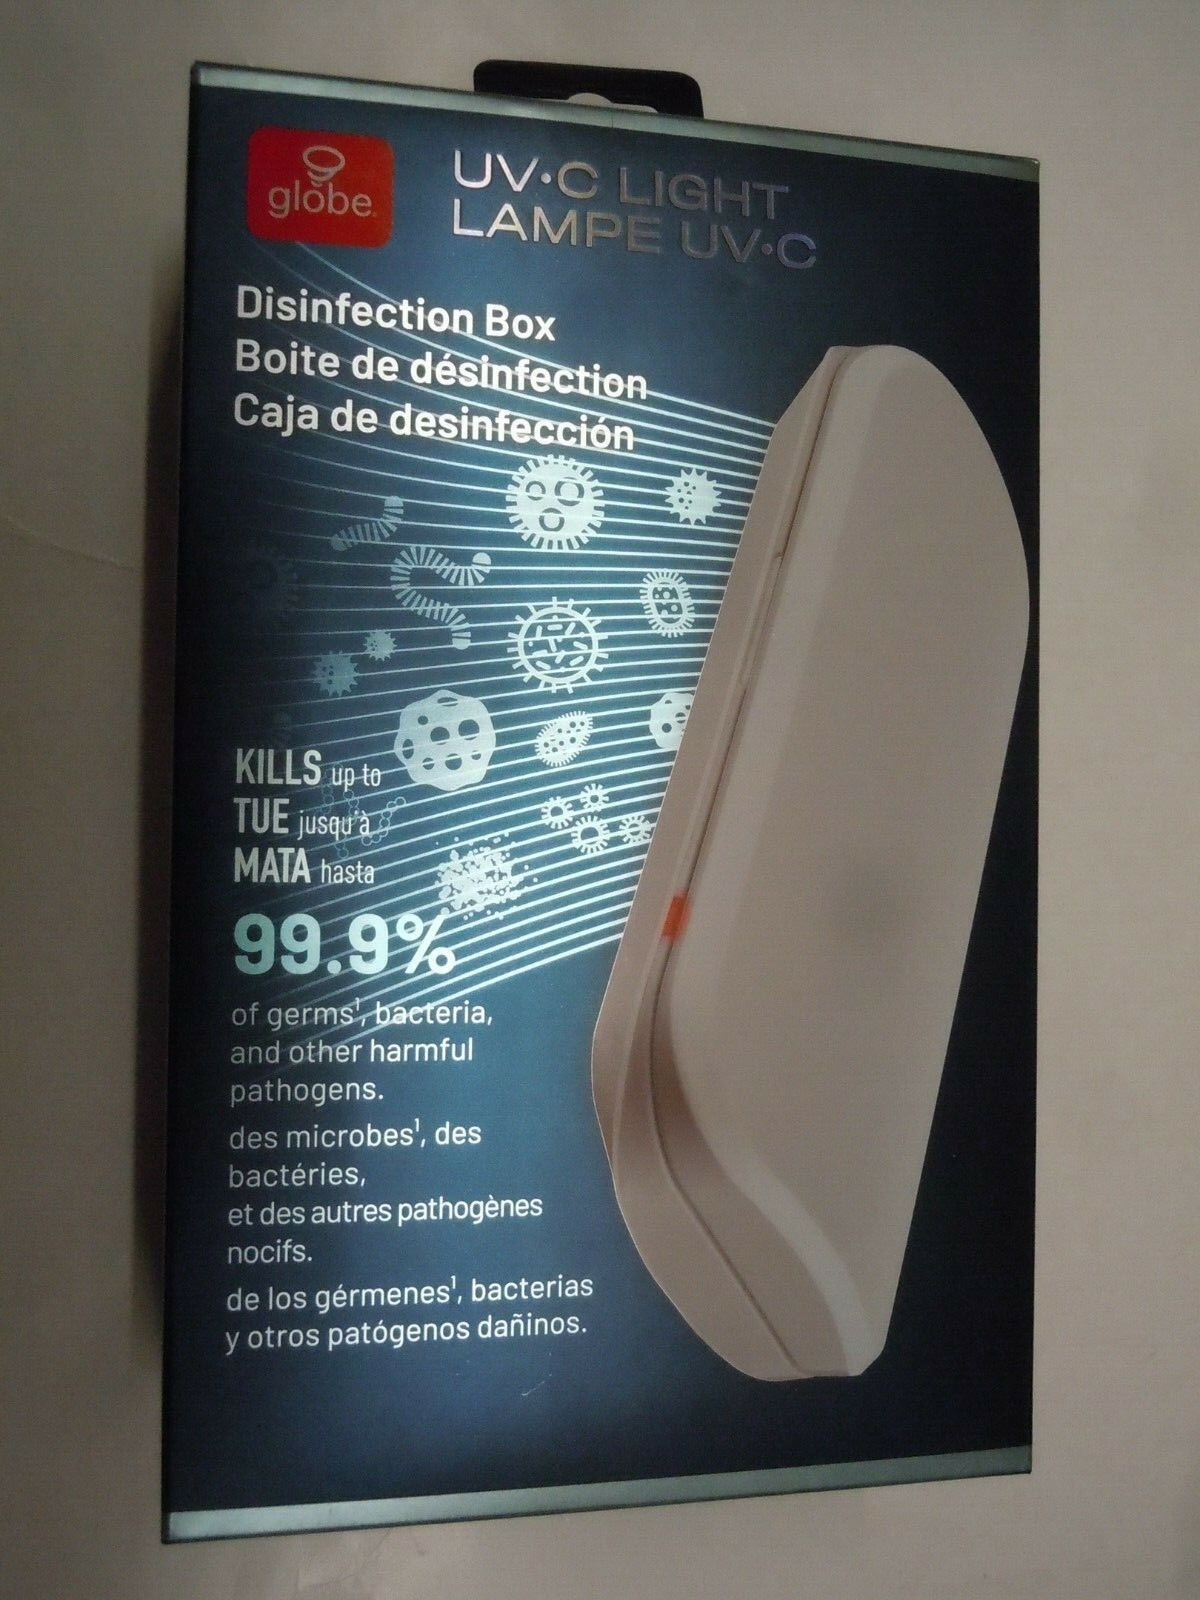 globe
UV·C LIGHT
LAMPE UV·C
Disinfection Box
Boite de désinfection
Caja de desinfección
KILLS up to
TUE jusqu'à
MATA hasta
99.9%
of germs¹, bacteria,
and other harmful
pathogens.
des microbes¹, des
bactéries,
et des autres pathogènes
nocifs.
de los gérmenes¹, bacterias
y otros patógenos dañinos.